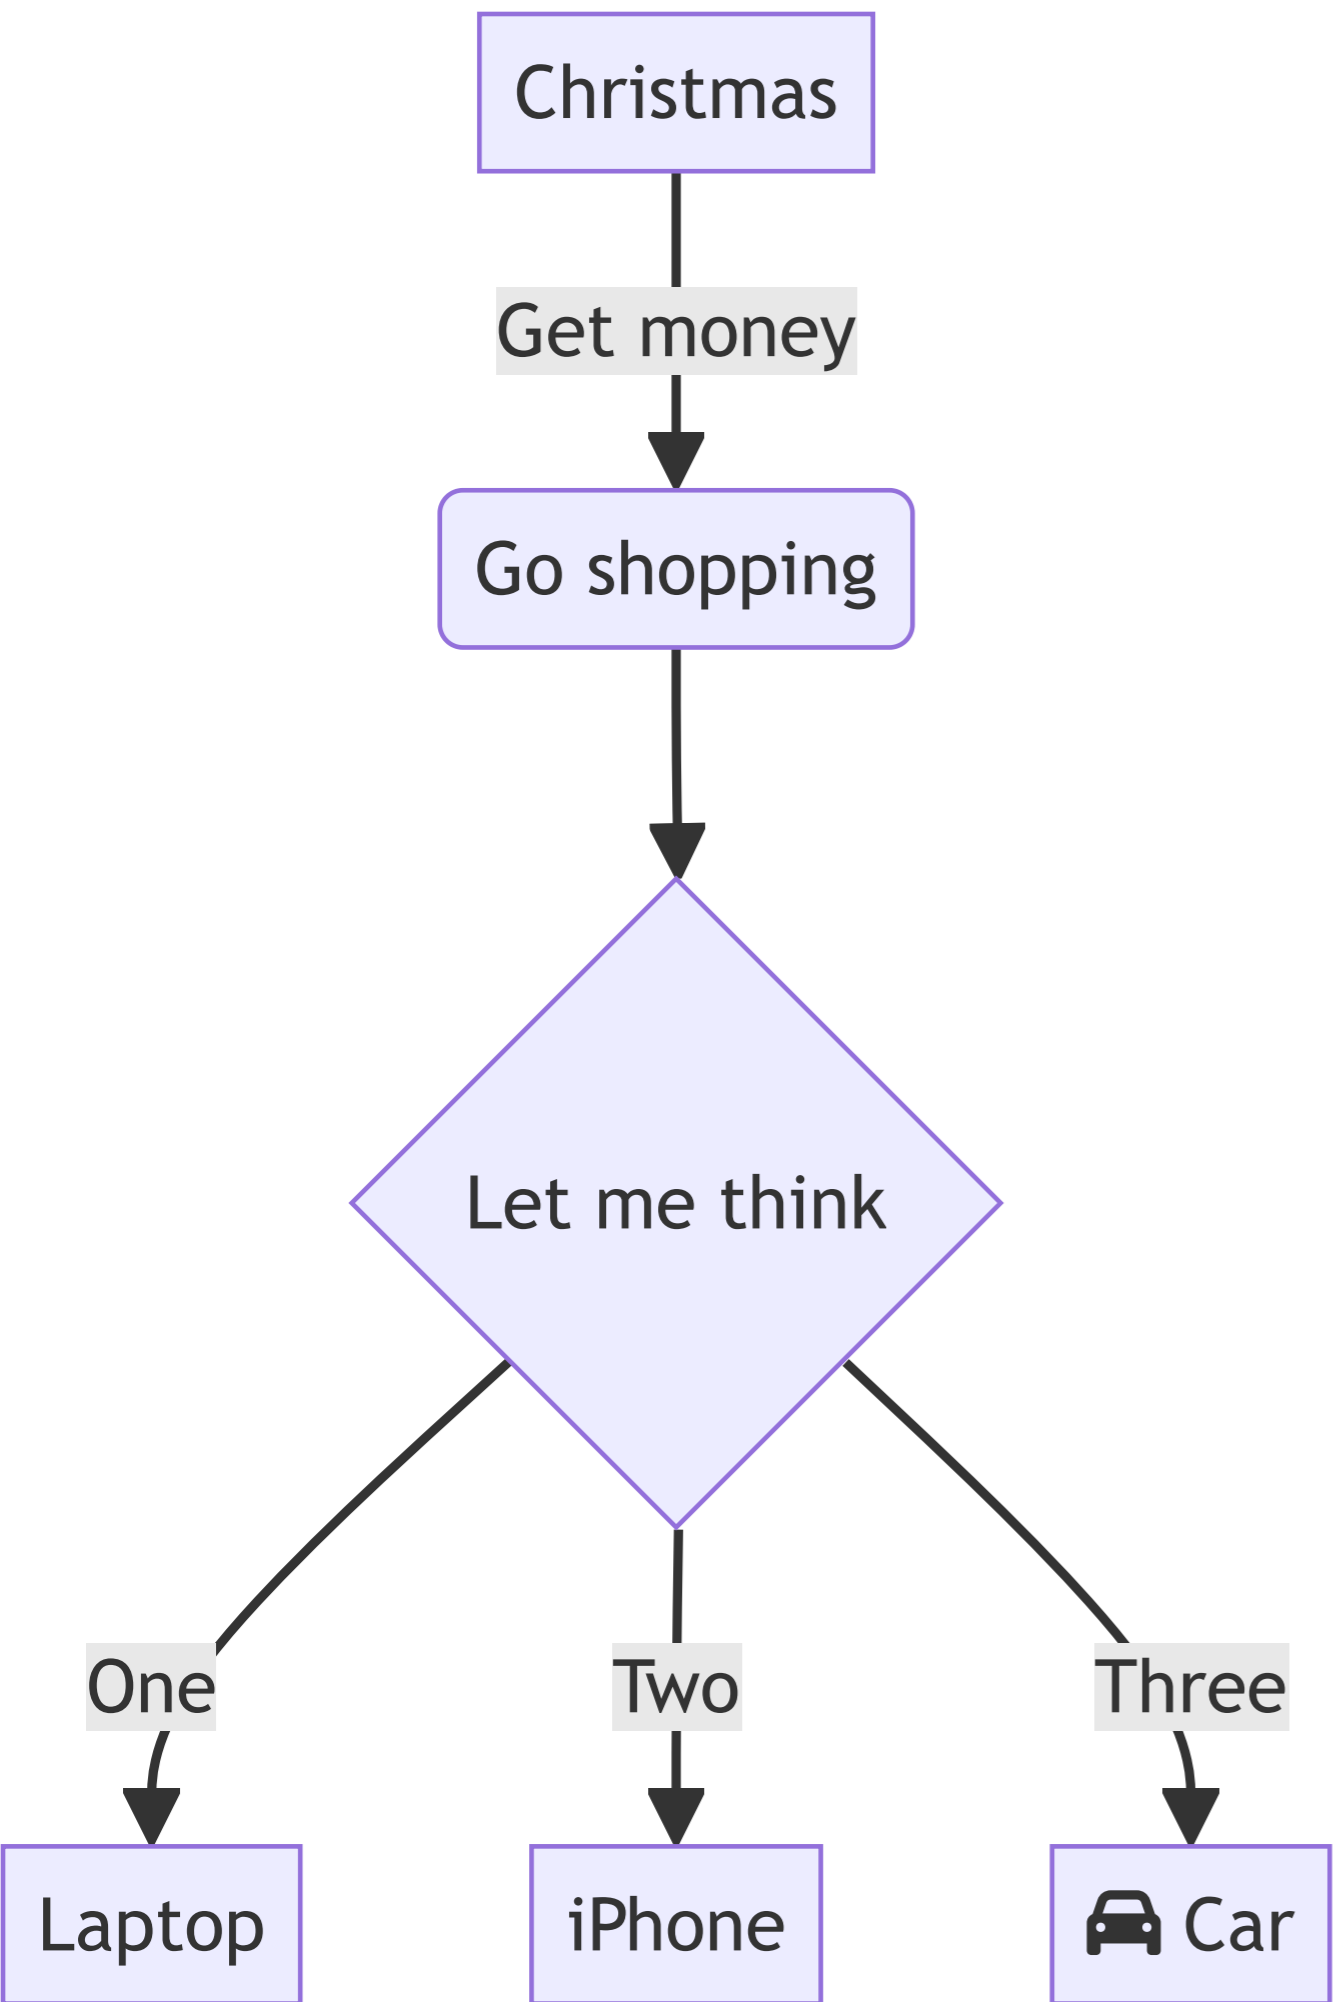 Christmas
Get money
Go shopping
Let me think
One
Two
Three
Laptop
iPhone
Car